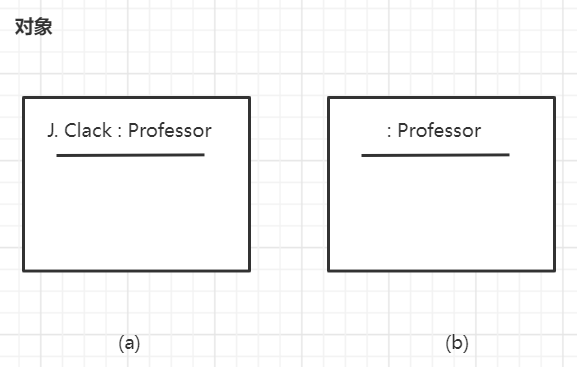 对象
J. Clack : Professor
: Professor
(a)
(b)